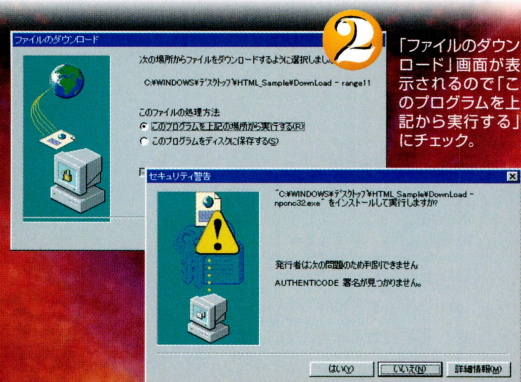 2
「ファイルのダウン
ロード」画面が表
示されるので「こ
のプログラムを上
記から実行する」
にチェック。
ファイルのダウンロード
次の場所からファイルをダウンロードするように選択しまし
C:¥WINDOWS¥デスクトップ¥HTML_Sample¥DownLoad - range11
このファイルの処理方法
このプログラムを上記の場所から実行する(R)
このプログラムをディスクに保存する(S)
セキュリティ警告
"C:¥WINDOWS¥デスクトップ¥HTML_Sample¥DownLoad -
nponc32.exe" をインストールして実行しますか?
発行者は次の問題のため判別できません
AUTHENTICODE 署名が見つかりません。
はい(Y)
いいえ(N)
詳細情報(M)